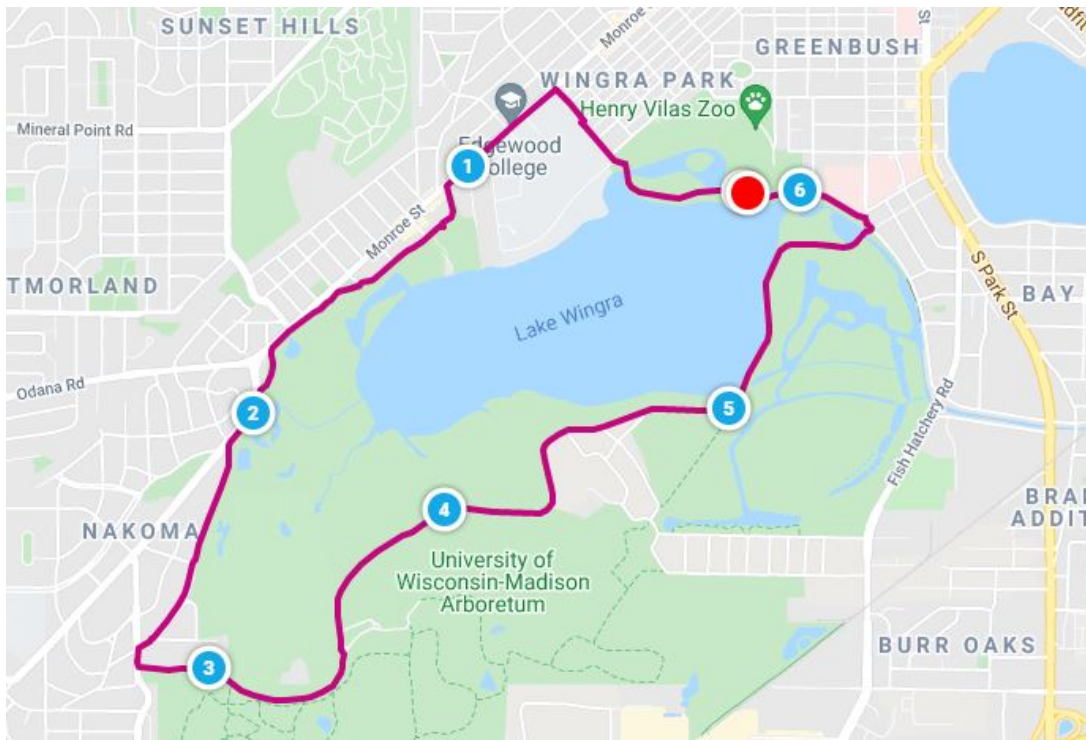 SUNSET HILLS
Monroe St
St
GREENBUSH
WINGRA PARK
Henry Vilas Zoo
Mineral Point Rd
Edgewood
College
1
6
Monroe St
TMORLAND
S Park St
BAY
Lake Wingra
Odana Rd
2
5
Fish Hatchery Rd
4
BRA
ADDIT
NAKOMA
University of
Wisconsin-Madison
Arboretum
3
BURR OAKS